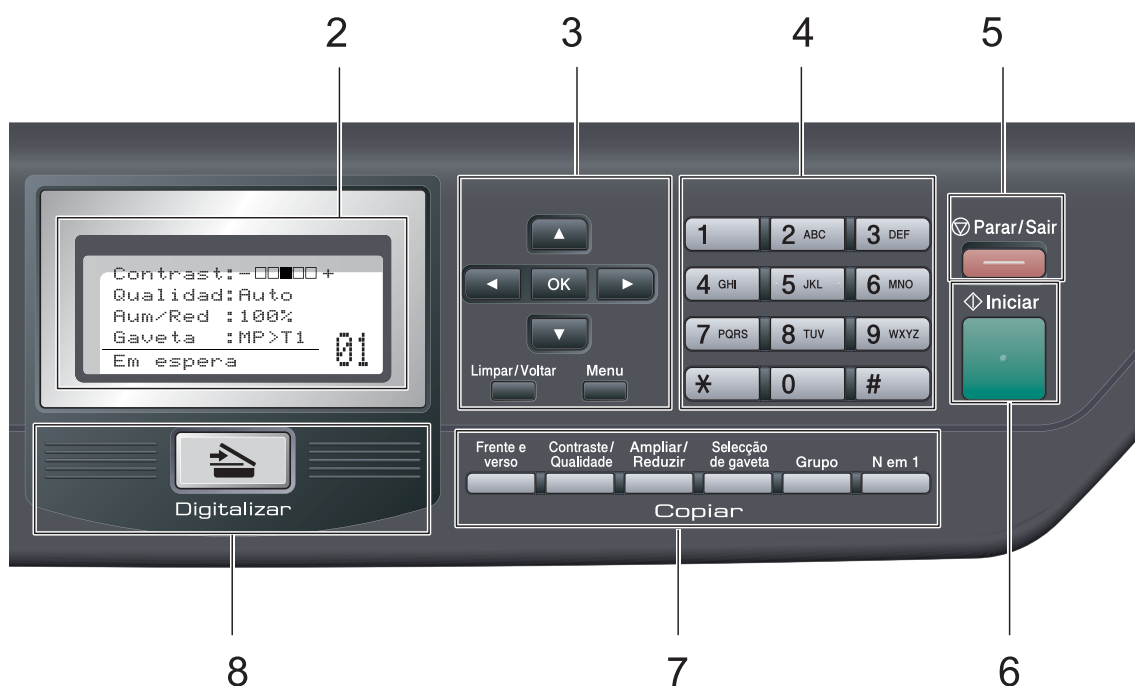 2
3
4
5
Contrast:-□□■□□+
Qualidad:Auto
Aum/Red :100%
Gaveta :MP>T1
Em espera
01
OK
Limpar/Voltar
Menu
1
2 ABC
3 DEF
4 GHI
5 JKL
6 MNO
7 PQRS
8 TUV
9 WXYZ
*
0
#
Parar/Sair
Iniciar
Digitalizar
Frente e
verso
Contraste/
Qualidade
Ampliar/
Reduzir
Selecção
de gaveta
Grupo
N em 1
Copiar
8
7
6